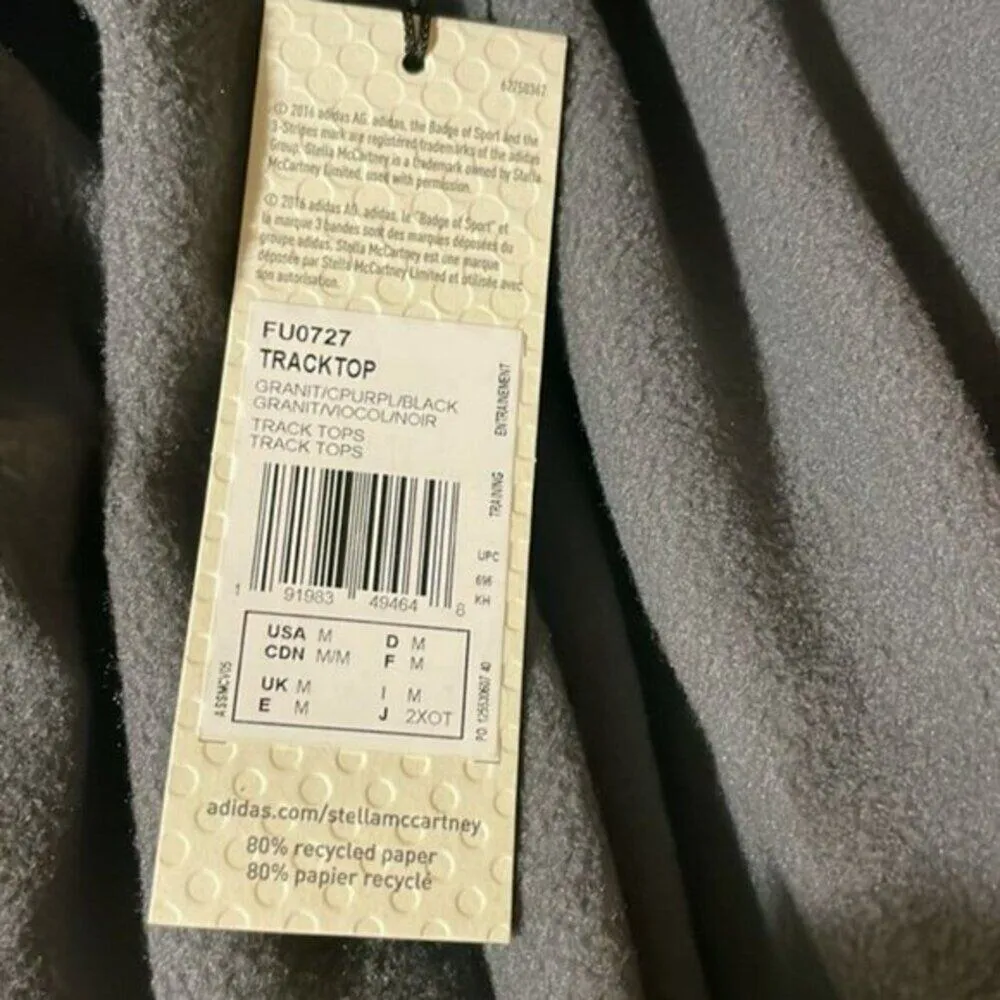 62750367
© 2016 adidas AG. adidas, the Badge of Sport and the
3-Stripes mark are registered trademarks of the adidas
Group. Stella McCartney is a trademark owned by Stella
McCartney Limited, used with permission.
© 2016 adidas AG. adidas, le "Badge of Sport" et
la marque 3 bandes sont des marques déposées du
groupe adidas. Stella McCartney est une marque
déposée par Stella McCartney Limited et utilisée avec
son autorisation.
FU0727
TRACKTOP
GRANIT/CPURPL/BLACK
GRANIT/VIOCOL/NOIR
TRACK TOPS
TRACK TOPS
ENTRAINEMENT
TRAINING
UPC
696
KH
1 91983 49464 8
USA M D M
CDN M/M F M
UK M I M
E M J 2XOT
ASSMCV05
PO: 40
adidas.com/stellamccartney
80% recycled paper
80% papier recyclé